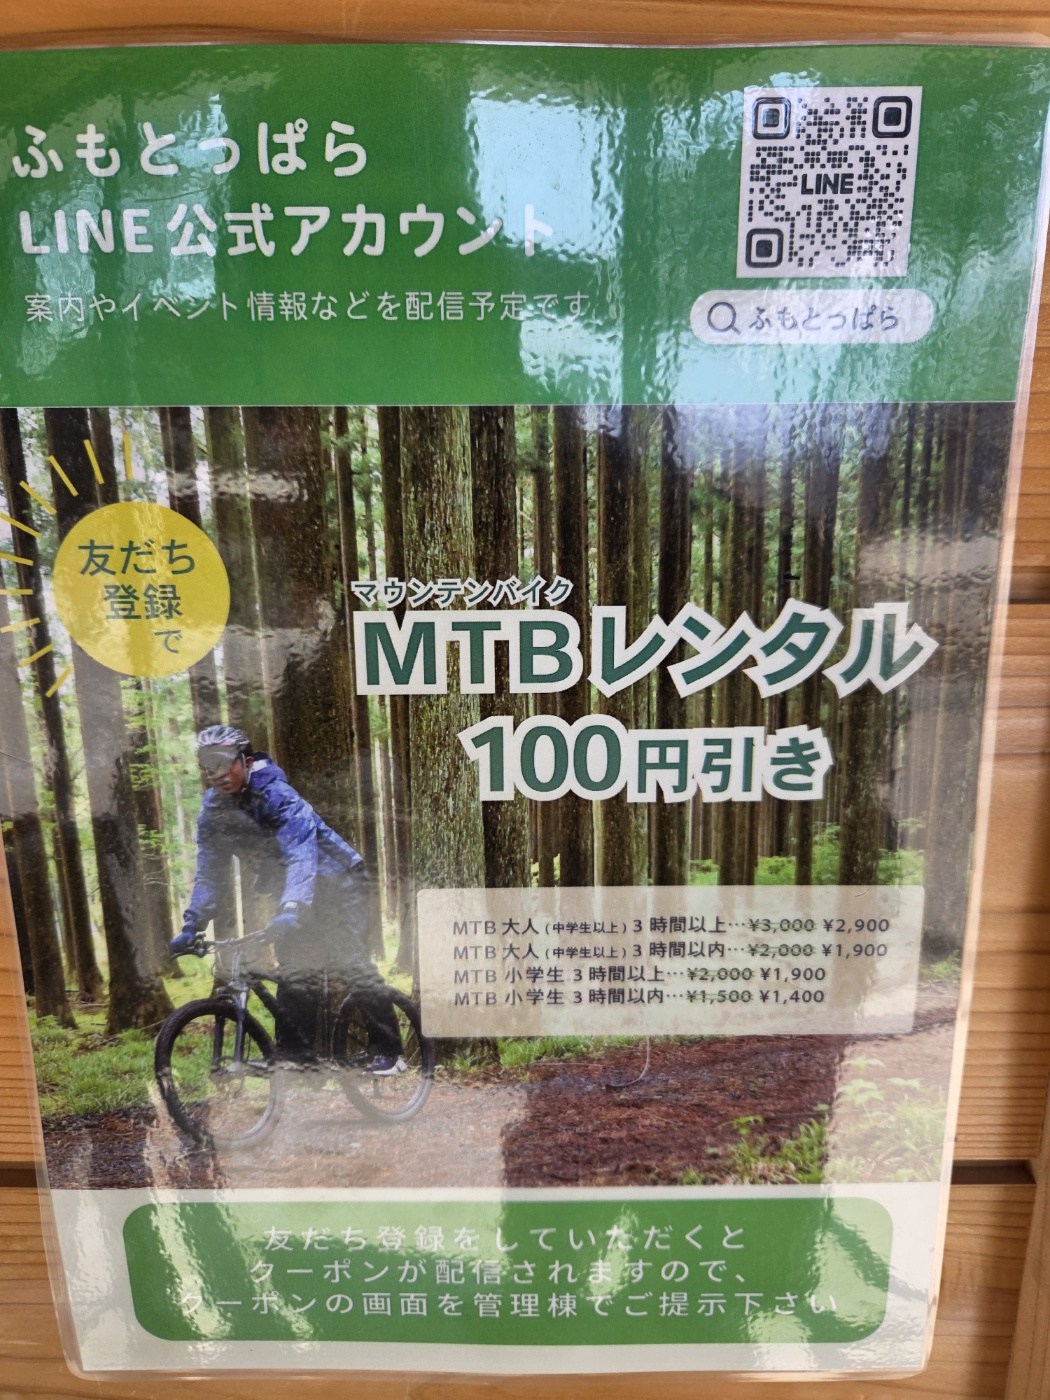 ふもとっぱら
LINE公式アカウント
案内やイベント情報などを配信予定です
LINE
ふもとっぱら
友だち
登録
で
マウンテンバイク
MTBレンタル
100円引き
MTB 大人(中学生以上)3時間以上…¥3,000 ¥2,900
MTB 大人(中学生以上)3時間以内…¥2,000 ¥1,900
MTB 小学生 3時間以上…¥2,000 ¥1,900
MTB 小学生 3時間以内…¥1,500 ¥1,400
友だち登録をしていただくと
クーポンが配信されますので、
クーポンの画面を管理棟でご提示下さい